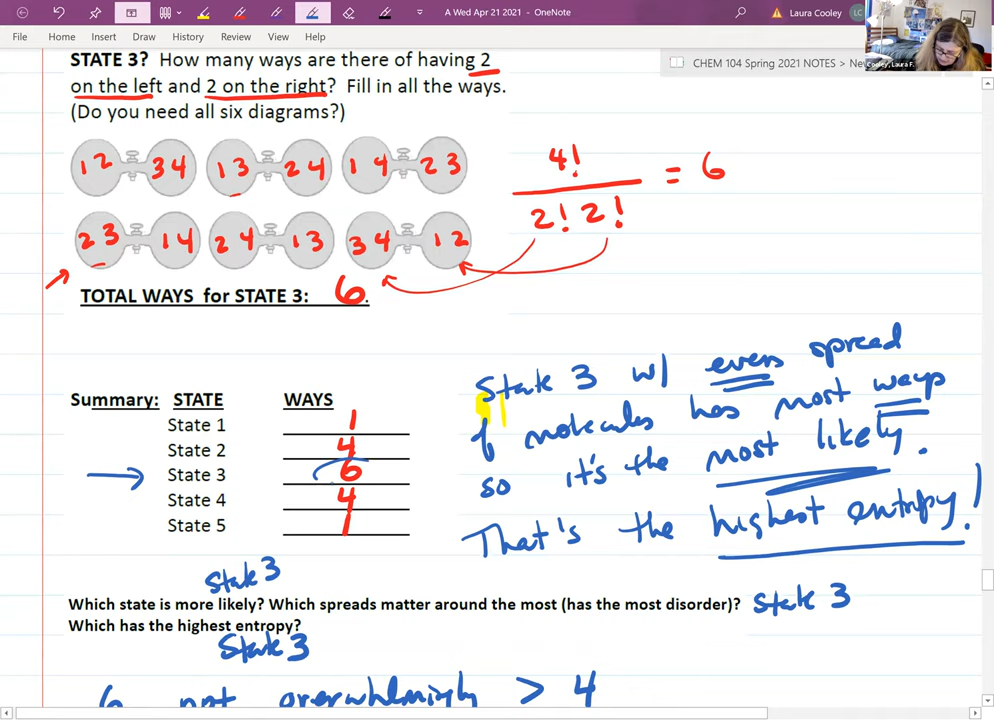 A Wed Apr 21 2021 - OneNote
Laura Cooley
LC
File Home Insert Draw History Review View Help
Cooley, Laura F.
CHEM 104 Spring 2021 NOTES >
STATE 3? How many ways are there of having 2
on the left and 2 on the right? Fill in all the ways.
(Do you need all six diagrams?)
12 34 13 24 14 23
23 14 24 13 34 12
4!
2! 2!
= 6
TOTAL WAYS for STATE 3: 6.
Summary: STATE WAYS
State 1 1
State 2 4
State 3 6
State 4 4
State 5 1
State 3 w/ even spread
of molecules has most ways
so it's the most likely.
That's the highest entropy!
State 3
Which state is more likely? Which spreads matter around the most (has the most disorder)? State 3
Which has the highest entropy?
State 3
6 not overwhelmingly > 4